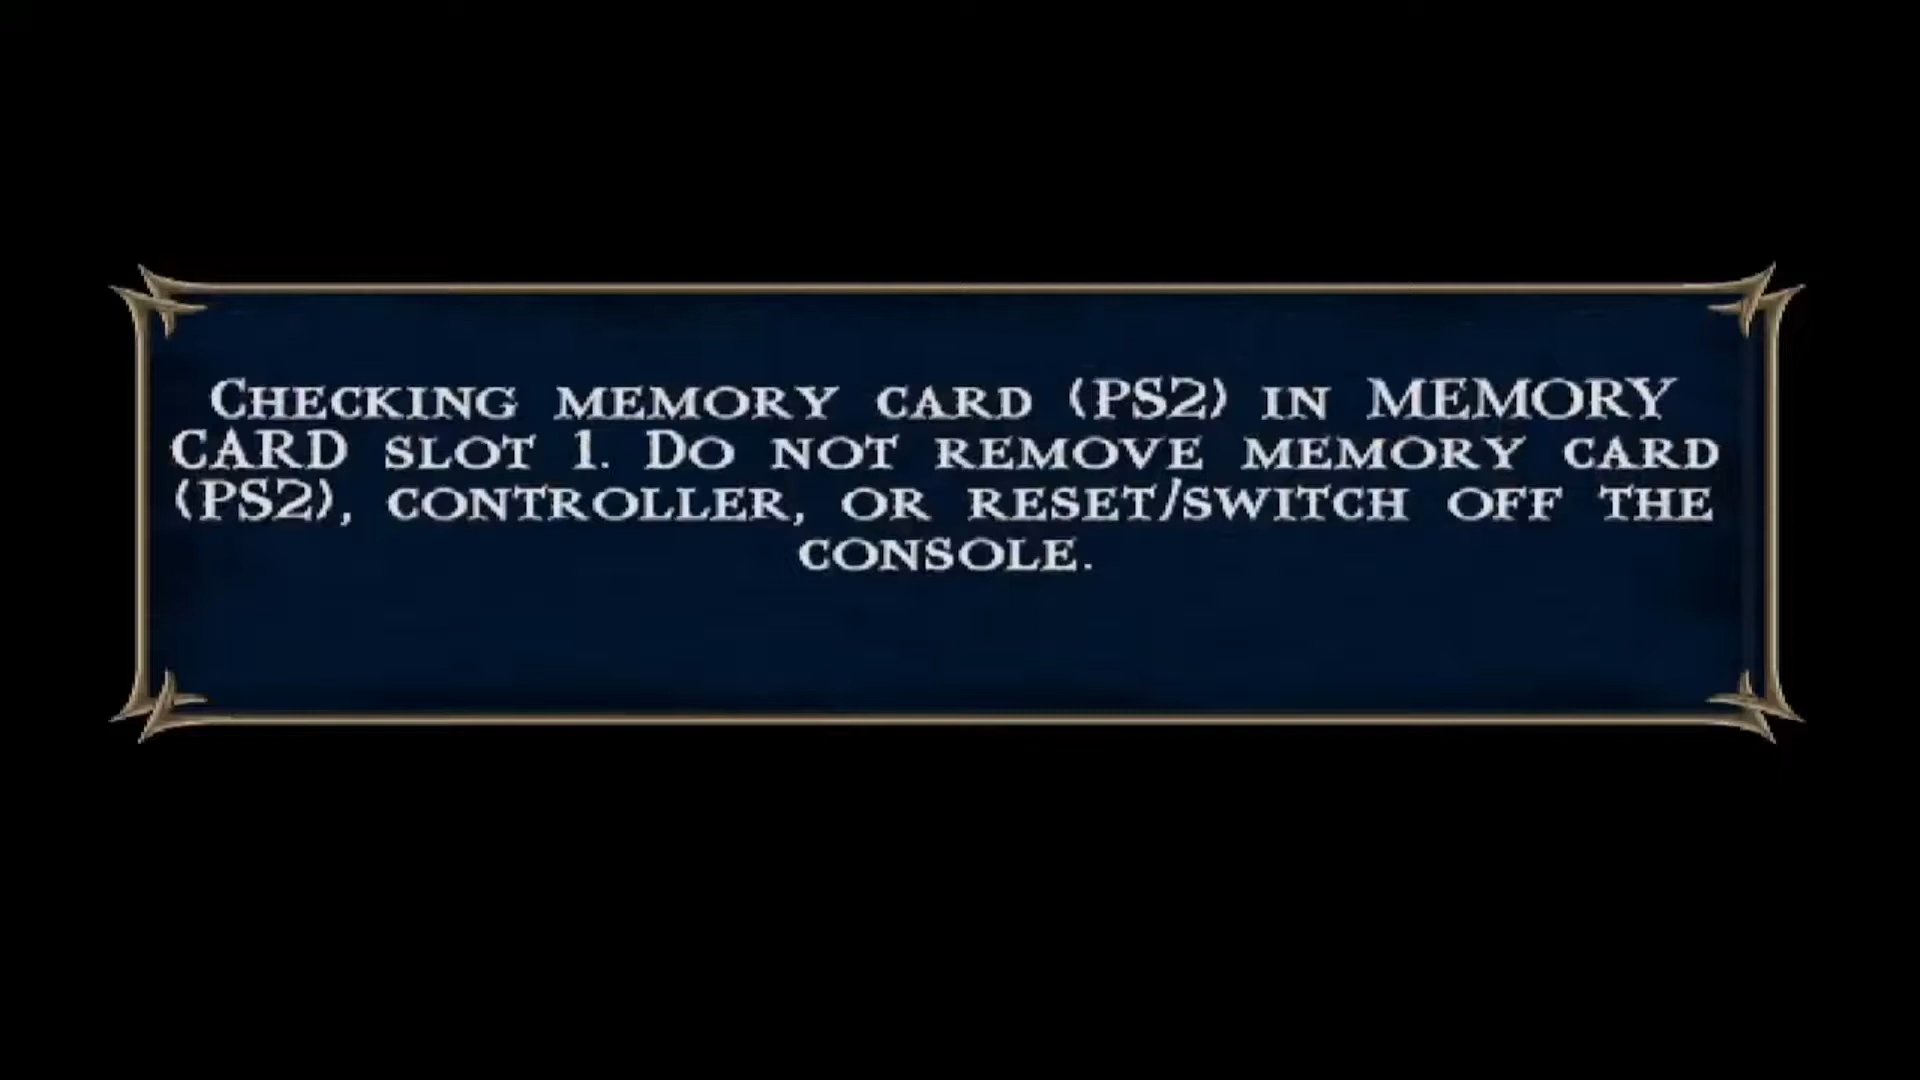 Checking memory card (PS2) in MEMORY
CARD slot 1. Do not remove memory card
(PS2), controller, or reset/switch off the
console.